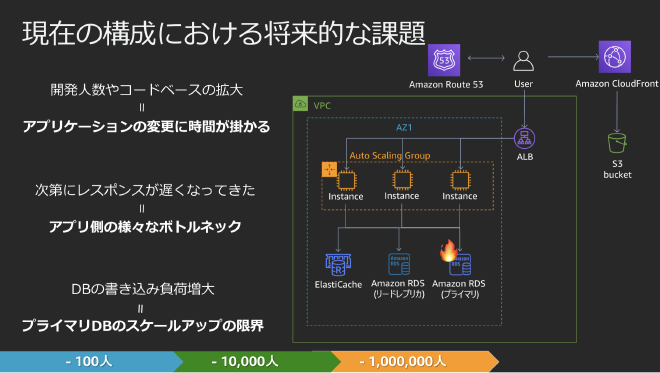 現在の構成における将来的な課題
開発人数やコードベースの拡大
=
アプリケーションの変更に時間が掛かる
次第にレスポンスが遅くなってきた
=
アプリ側の様々なボトルネック
DBの書き込み負荷増大
=
プライマリDBのスケールアップの限界
53
Amazon Route 53
User
Amazon CloudFront
VPC
AZ1
ALB
S3
bucket
Auto Scaling Group
Instance
Instance
Instance
R
Amazon
RDS
Amazon
RDS
ElastiCache
Amazon RDS
(リードレプリカ)
Amazon RDS
(プライマリ)
- 100人
- 10,000人
- 1,000,000人